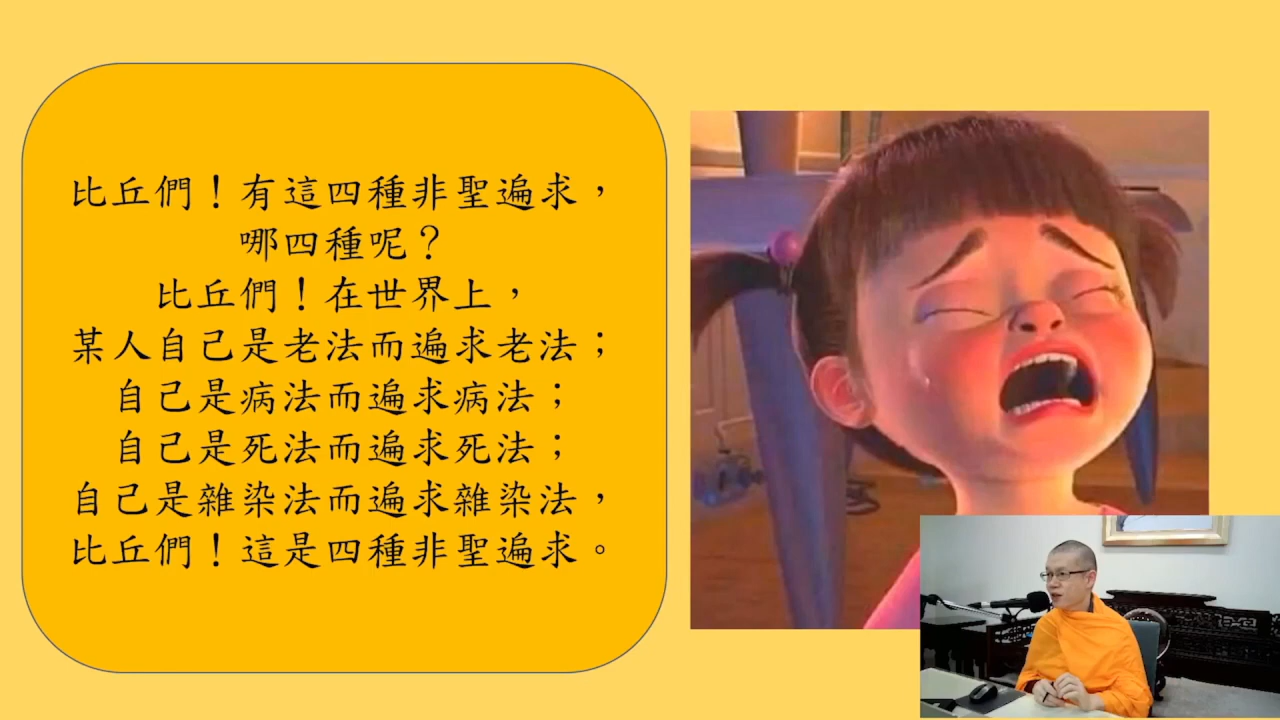 比丘們！有這四種非聖遍求，
哪四種呢？
比丘們！在世界上，
某人自己是老法而遍求老法；
自己是病法而遍求病法；
自己是死法而遍求死法；
自己是雜染法而遍求雜染法，
比丘們！這是四種非聖遍求。